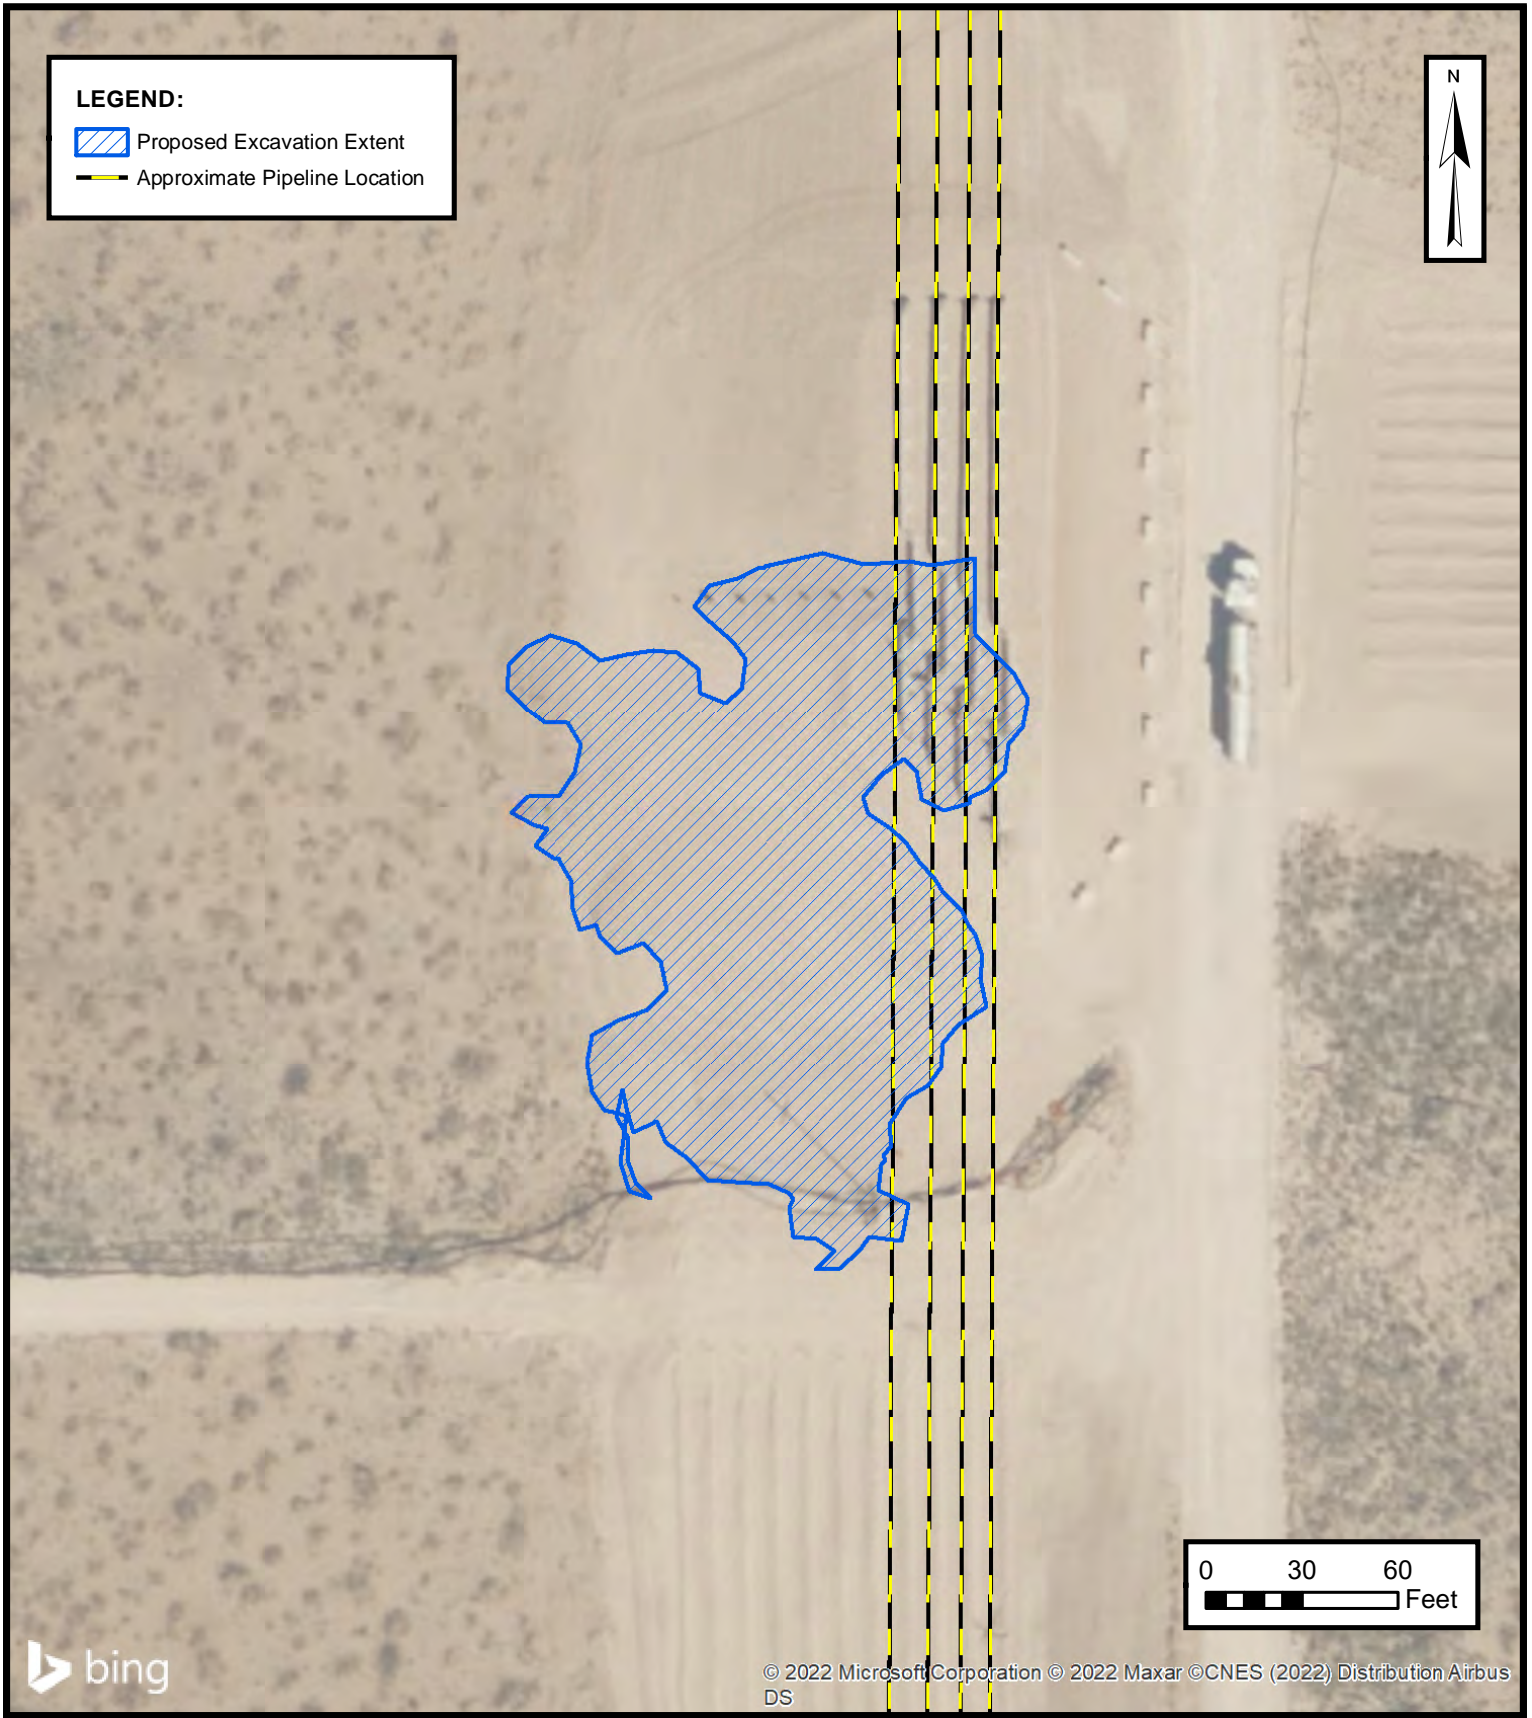 LEGEND:
Proposed Excavation Extent
Approximate Pipeline Location
N
0 30 60
Feet
bing
© 2022 Microsoft Corporation © 2022 Maxar ©CNES (2022) Distribution Airbus
DS